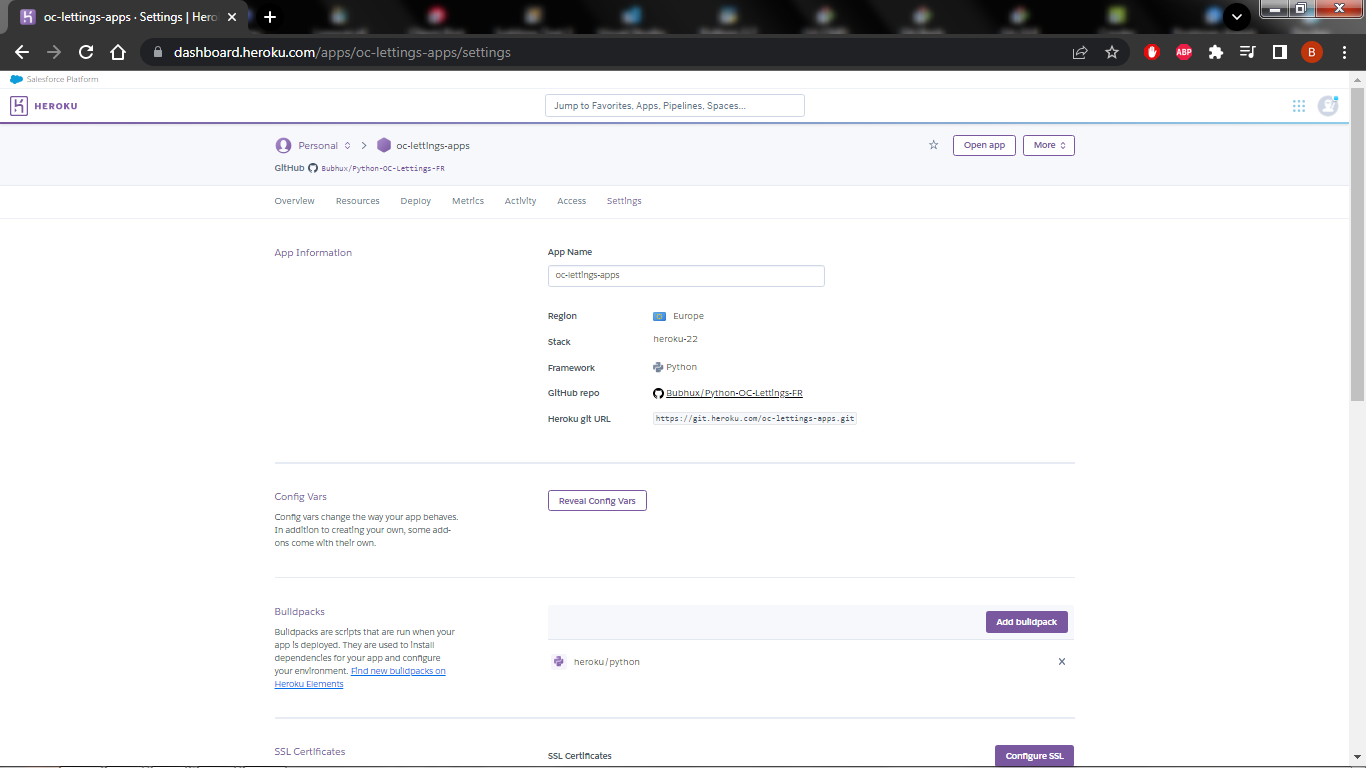 oc-lettings-apps · Settings | Hero
dashboard.heroku.com/apps/oc-lettings-apps/settings
ABP
B
Salesforce Platform
HEROKU
Jump to Favorites, Apps, Pipelines, Spaces...
Personal
oc-lettings-apps
Open app
More
GitHub
Bubhux/Python-OC-Lettings-FR
Overview
Resources
Deploy
Metrics
Activity
Access
Settings
App Information
App Name
oc-lettings-apps
Region
Europe
Stack
heroku-22
Framework
Python
GitHub repo
Bubhux/Python-OC-Lettings-FR
Heroku git URL
https://git.heroku.com/oc-lettings-apps.git
Config Vars
Config vars change the way your app behaves.
In addition to creating your own, some add-
ons come with their own.
Reveal Config Vars
Buildpacks
Buildpacks are scripts that are run when your
app is deployed. They are used to install
dependencies for your app and configure
your environment. Find new buildpacks on
Heroku Elements
Add buildpack
heroku/python
SSL Certificates
SSL Certificates
Configure SSL